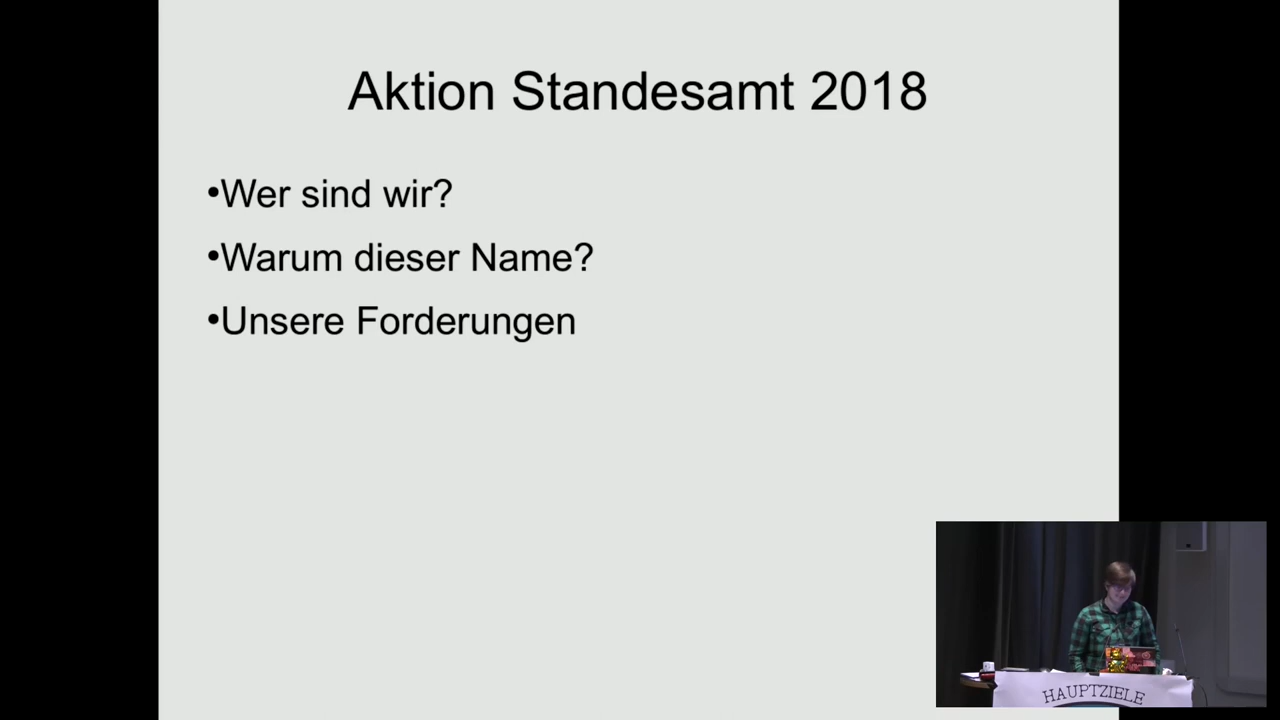 Aktion Standesamt 2018
•Wer sind wir?
•Warum dieser Name?
•Unsere Forderungen
HAUPTZIELE